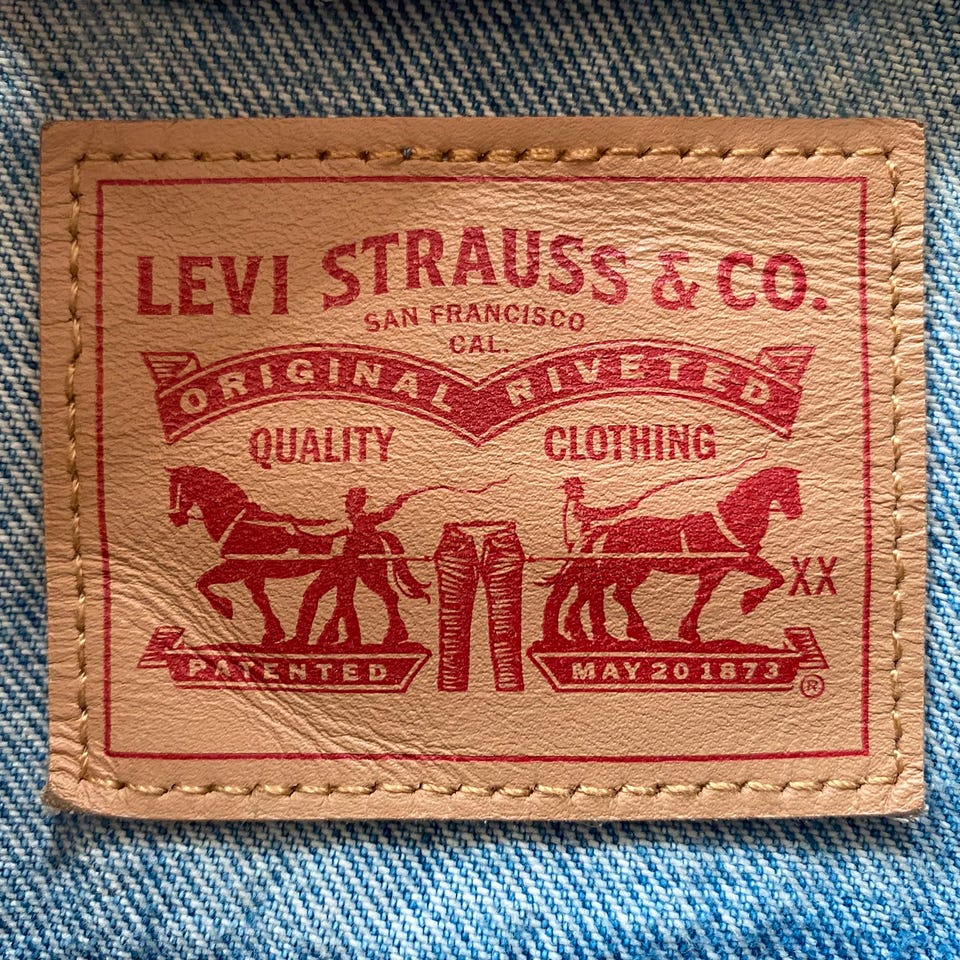 LEVI STRAUSS & CO.
SAN FRANCISCO
CAL.
ORIGINAL RIVETED
QUALITY CLOTHING
XX
PATENTED MAY 20 1873 ®